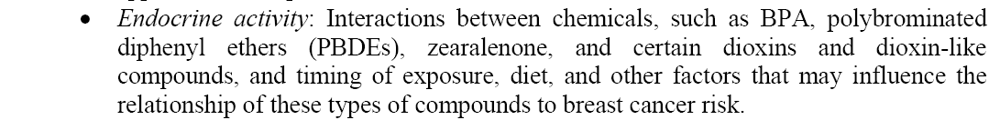 • Endocrine activity: Interactions between chemicals, such as BPA, polybrominated
diphenyl ethers (PBDEs), zearalenone, and certain dioxins and dioxin-like
compounds, and timing of exposure, diet, and other factors that may influence the
relationship of these types of compounds to breast cancer risk.